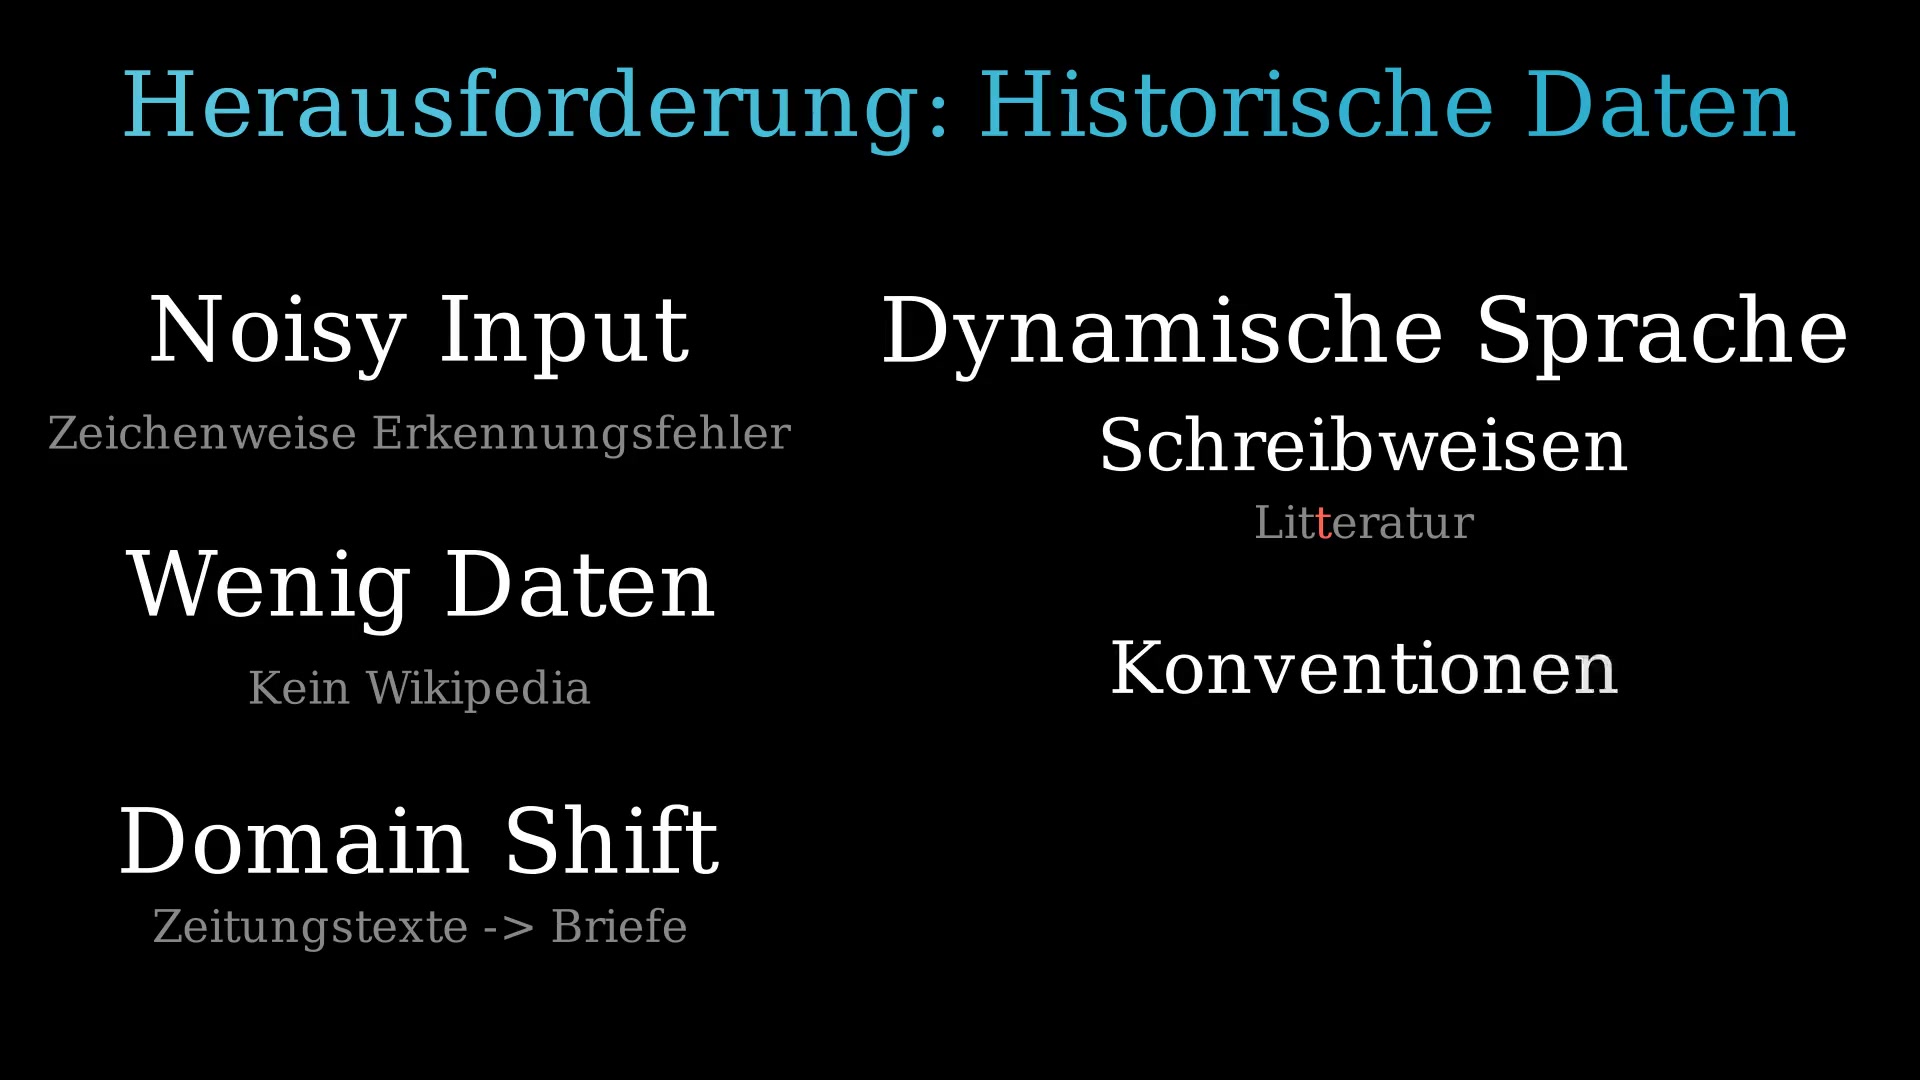 Herausforderung: Historische Daten
Noisy Input
Zeichenweise Erkennungsfehler
Wenig Daten
Kein Wikipedia
Domain Shift
Zeitungstexte -> Briefe
Dynamische Sprache
Schreibweisen
Litteratur
Konventionen